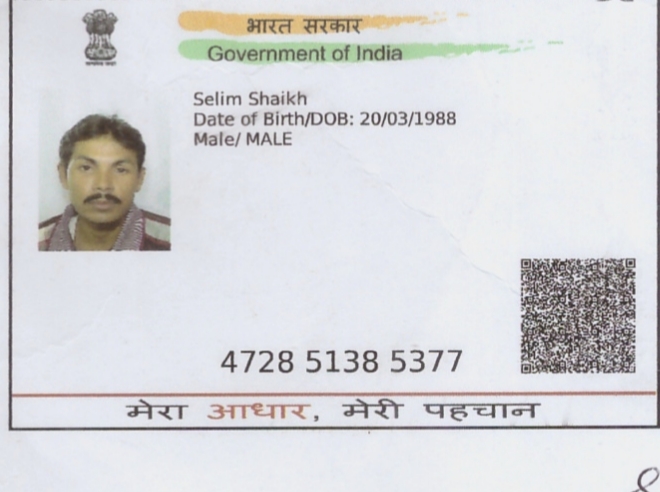 भारत सरकार
Government of India
Selim Shaikh
Date of Birth/DOB: 20/03/1988
Male/ MALE
4728 5138 5377
मेरा आधार, मेरी पहचान